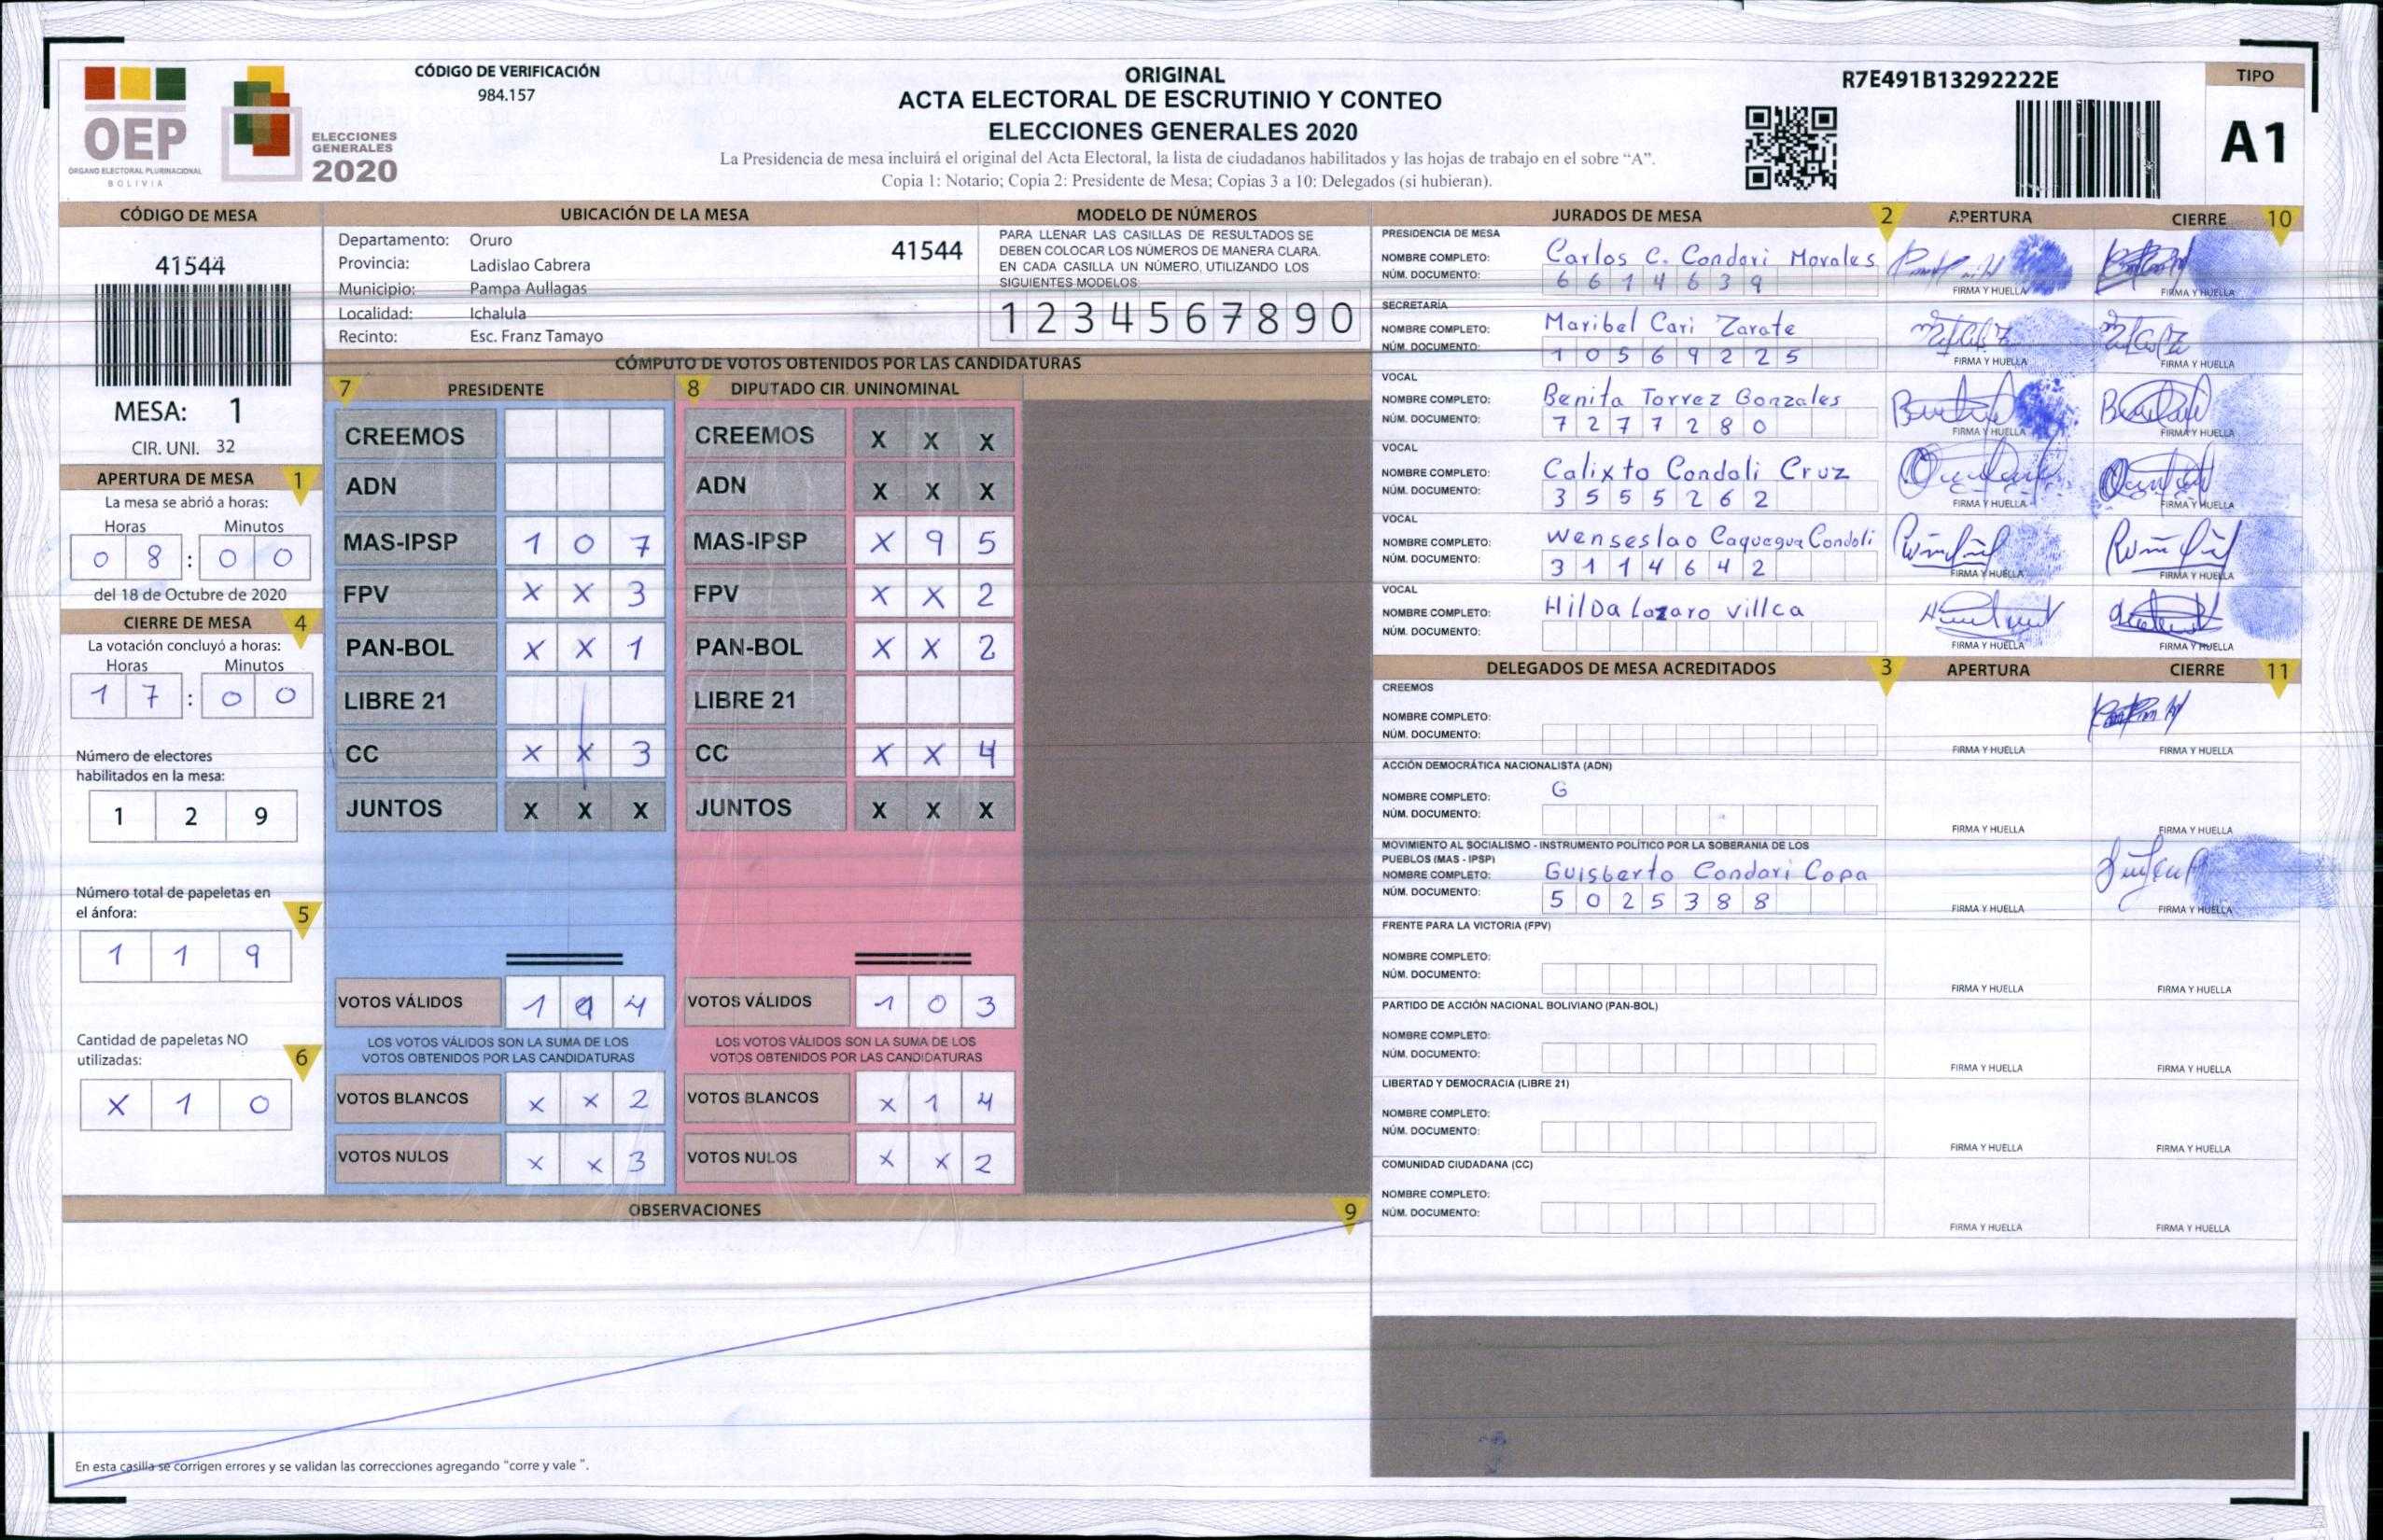 CÓDIGO DE VERIFICACIÓN
984.157
OEP
ÓRGANO ELECTORAL PLURINACIONAL
BOLIVIA
ELECCIONES
GENERALES
2020
ORIGINAL
ACTA ELECTORAL DE ESCRUTINIO Y CONTEO
ELECCIONES GENERALES 2020
La Presidencia de mesa incluirá el original del Acta Electoral, la lista de ciudadanos habilitados y las hojas de trabajo en el sobre “A”.
Copia 1: Notario; Copia 2: Presidente de Mesa; Copias 3 a 10: Delegados (si hubieran).
R7E491B13292222E
TIPO
A1
CÓDIGO DE MESA
41544
MESA: 1
CIR. UNI. 32
APERTURA DE MESA 1
La mesa se abrió a horas:
Horas Minutos
0 8 : 0 0
del 18 de Octubre de 2020
CIERRE DE MESA 4
La votación concluyó a horas:
Horas Minutos
1 7 : 0 0
Número de electores
habilitados en la mesa:
1 2 9
Número total de papeletas en
el ánfora: 5
1 1 9
Cantidad de papeletas NO
utilizadas: 6
X 1 0
UBICACIÓN DE LA MESA
Departamento: Oruro 41544
Provincia: Ladislao Cabrera
Municipio: Pampa Aullagas
Localidad: Ichalula
Recinto: Esc. Franz Tamayo
MODELO DE NÚMEROS
PARA LLENAR LAS CASILLAS DE RESULTADOS SE
DEBEN COLOCAR LOS NÚMEROS DE MANERA CLARA.
EN CADA CASILLA UN NÚMERO, UTILIZANDO LOS
SIGUIENTES MODELOS:
1 2 3 4 5 6 7 8 9 0
CÓMPUTO DE VOTOS OBTENIDOS POR LAS CANDIDATURAS
7 PRESIDENTE
CREEMOS
ADN
MAS-IPSP 1 0 7
FPV X X 3
PAN-BOL X X 1
LIBRE 21
CC X X 3
JUNTOS X X X
VOTOS VÁLIDOS 1 4
LOS VOTOS VÁLIDOS SON LA SUMA DE LOS
VOTOS OBTENIDOS POR LAS CANDIDATURAS
VOTOS BLANCOS X X 2
VOTOS NULOS X X 3
8 DIPUTADO CIR. UNINOMINAL
CREEMOS X X X
ADN X X X
MAS-IPSP X 9 5
FPV X X 2
PAN-BOL X X 2
LIBRE 21
CC X X 4
JUNTOS X X X
VOTOS VÁLIDOS 1 0 3
LOS VOTOS VÁLIDOS SON LA SUMA DE LOS
VOTOS OBTENIDOS POR LAS CANDIDATURAS
VOTOS BLANCOS X 1 4
VOTOS NULOS X X 2
OBSERVACIONES 9
En esta casilla se corrigen errores y se validan las correcciones agregando “corre y vale ”.
JURADOS DE MESA 2 APERTURA CIERRE 10
PRESIDENCIA DE MESA
NOMBRE COMPLETO: Carlos C. Condori Morales
NÚM. DOCUMENTO: 6 6 1 4 6 3 9
FIRMA Y HUELLA FIRMA Y HUELLA
SECRETARÍA
NOMBRE COMPLETO: Maribel Cari Zarate
NÚM. DOCUMENTO: 1 0 5 6 9 2 2 5
FIRMA Y HUELLA FIRMA Y HUELLA
VOCAL
NOMBRE COMPLETO: Benita Torrez Gonzales
NÚM. DOCUMENTO: 7 2 7 7 2 8 0
FIRMA Y HUELLA FIRMA Y HUELLA
VOCAL
NOMBRE COMPLETO: Calixto Condoli Cruz
NÚM. DOCUMENTO: 3 5 5 5 2 6 2
FIRMA Y HUELLA FIRMA Y HUELLA
VOCAL
NOMBRE COMPLETO: Wenseslao Caquegua Condoli
NÚM. DOCUMENTO: 3 1 1 4 6 4 2
FIRMA Y HUELLA FIRMA Y HUELLA
VOCAL
NOMBRE COMPLETO: Hilda Lazaro Villca
NÚM. DOCUMENTO:
FIRMA Y HUELLA FIRMA Y HUELLA
DELEGADOS DE MESA ACREDITADOS 3 APERTURA CIERRE 11
CREEMOS
NOMBRE COMPLETO:
NÚM. DOCUMENTO:
FIRMA Y HUELLA FIRMA Y HUELLA
ACCIÓN DEMOCRÁTICA NACIONALISTA (ADN)
NOMBRE COMPLETO: G
NÚM. DOCUMENTO:
FIRMA Y HUELLA FIRMA Y HUELLA
MOVIMIENTO AL SOCIALISMO - INSTRUMENTO POLÍTICO POR LA SOBERANIA DE LOS
PUEBLOS (MAS - IPSP)
NOMBRE COMPLETO: Guisberto Condori Copa
NÚM. DOCUMENTO: 5 0 2 5 3 8 8
FIRMA Y HUELLA FIRMA Y HUELLA
FRENTE PARA LA VICTORIA (FPV)
NOMBRE COMPLETO:
NÚM. DOCUMENTO:
FIRMA Y HUELLA FIRMA Y HUELLA
PARTIDO DE ACCIÓN NACIONAL BOLIVIANO (PAN-BOL)
NOMBRE COMPLETO:
NÚM. DOCUMENTO:
FIRMA Y HUELLA FIRMA Y HUELLA
LIBERTAD Y DEMOCRACIA (LIBRE 21)
NOMBRE COMPLETO:
NÚM. DOCUMENTO:
FIRMA Y HUELLA FIRMA Y HUELLA
COMUNIDAD CIUDADANA (CC)
NOMBRE COMPLETO:
NÚM. DOCUMENTO:
FIRMA Y HUELLA FIRMA Y HUELLA